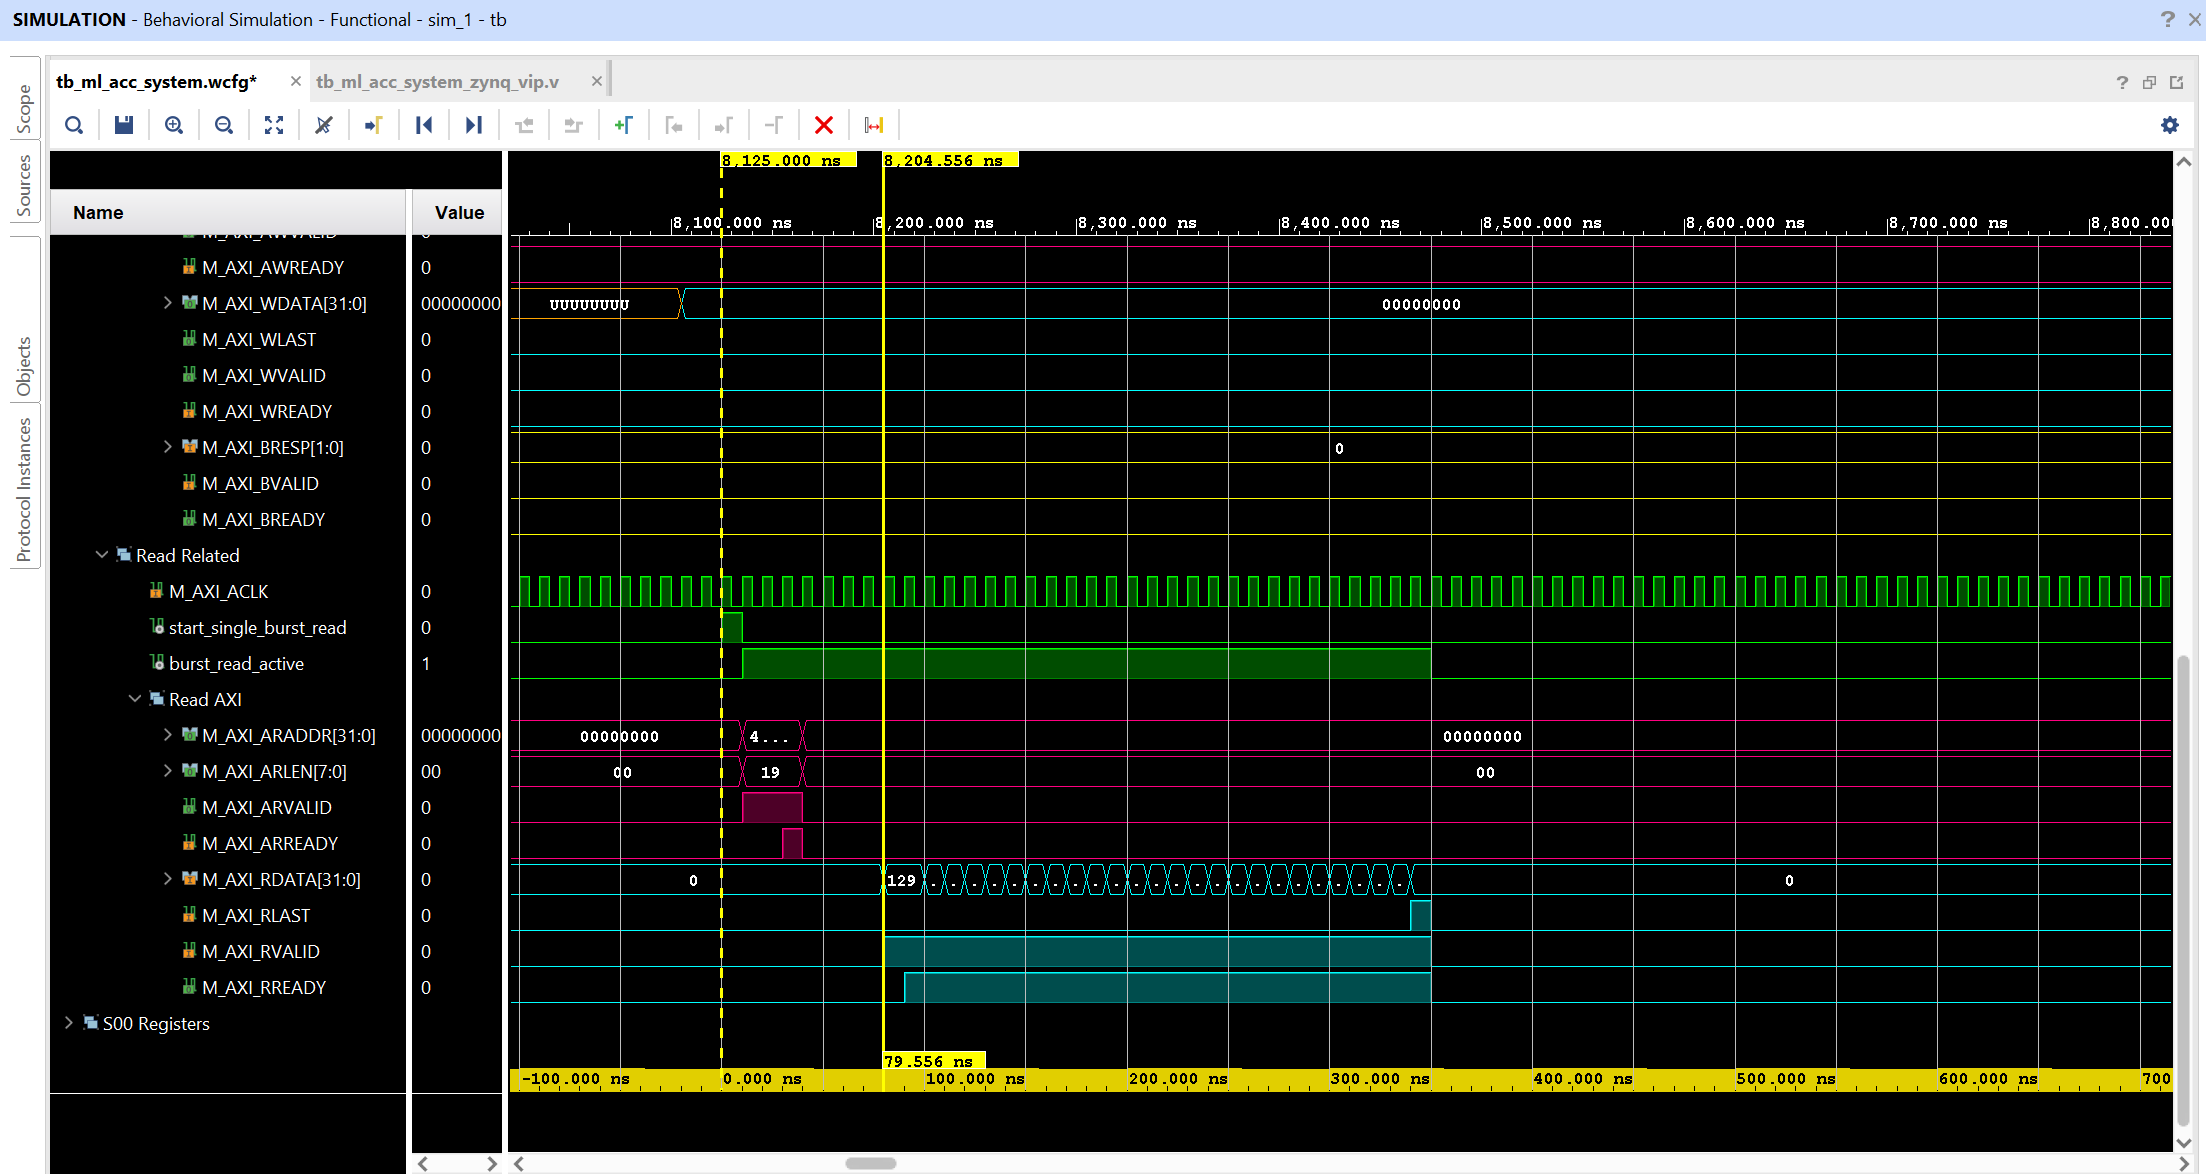 SIMULATION - Behavioral Simulation - Functional - sim_1 - tb
?
Scope
Sources
Objects
Protocol Instances
tb_ml_acc_system.wcfg*
tb_ml_acc_system_zynq_vip.v
?
8,125.000 ns 8,204.556 ns
Name Value
8,100.000 ns 8,200.000 ns 8,300.000 ns 8,400.000 ns 8,500.000 ns 8,600.000 ns 8,700.000 ns 8,800.000
M_AXI_AWVALID 0
M_AXI_AWREADY 0
M_AXI_WDATA[31:0] 00000000 UUUUUUUU 00000000
M_AXI_WLAST 0
M_AXI_WVALID 0
M_AXI_WREADY 0
M_AXI_BRESP[1:0] 0 0
M_AXI_BVALID 0
M_AXI_BREADY 0
Read Related
M_AXI_ACLK 0
start_single_burst_read 0
burst_read_active 1
Read AXI
M_AXI_ARADDR[31:0] 00000000 00000000 4... 00000000
M_AXI_ARLEN[7:0] 00 00 19 00
M_AXI_ARVALID 0
M_AXI_ARREADY 0
M_AXI_RDATA[31:0] 0 0 129 . . . . . . . . . . . . . . . . . . . . . . . . 0
M_AXI_RLAST 0
M_AXI_RVALID 0
M_AXI_RREADY 0
S00 Registers
79.556 ns
-100.000 ns 0.000 ns 100.000 ns 200.000 ns 300.000 ns 400.000 ns 500.000 ns 600.000 ns 700